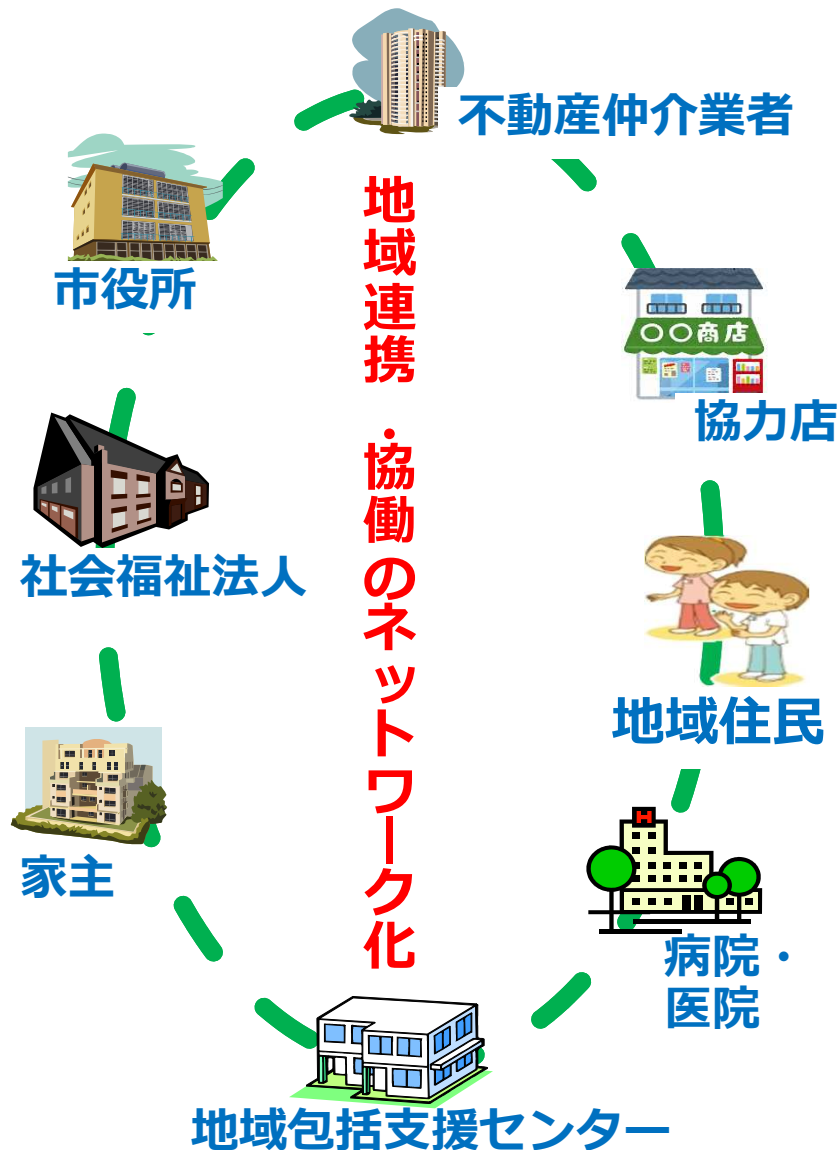 不動産仲介業者
市役所
地域連携・協働のネットワーク化
〇〇商店
協力店
社会福祉法人
地域住民
家主
H
病院・
医院
地域包括支援センター